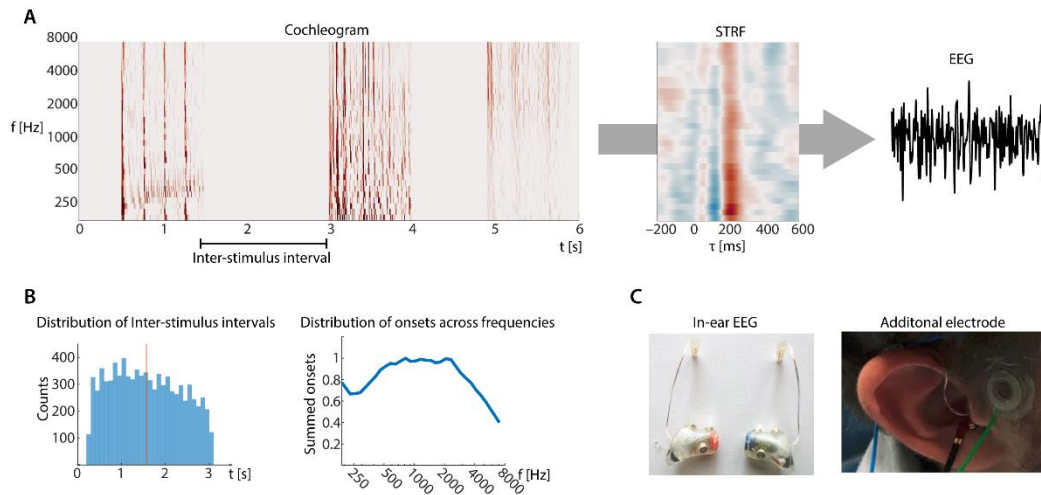 A
Cochleogram
STRF
EEG
8000
4000
2000
f [Hz]
1000
500
250
0 1 2 3 4 5 6
t [s]
Inter-stimulus interval
−200 0 200 400 600
τ [ms]
B
Distribution of Inter-stimulus intervals
Counts
400
300
200
100
0 1 2 3 t [s]
Distribution of onsets across frequencies
Summed onsets
1
0.8
0.6
0.4
0.2
250 500 1000 2000 4000 8000
f [Hz]
C
In-ear EEG
Additonal electrode